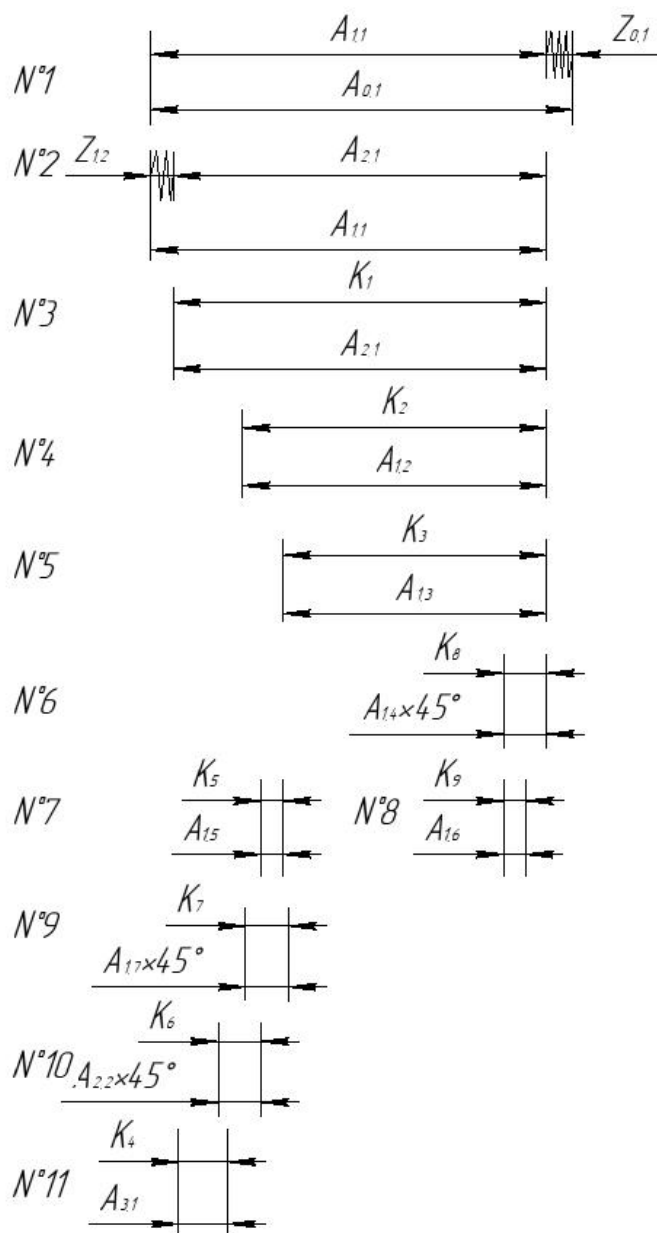 A1,1
Z0,1
N°1
A0,1
N°2
Z1,2
A2,1
A1,1
K1
N°3
A2,1
K2
N°4
A1,2
K3
N°5
A1,3
K8
N°6
A1,4×45°
K5
K9
N°7
N°8
A1,5
A1,6
K7
N°9
A1,7×45°
K6
N°10
A2,2×45°
K4
N°11
A3,1